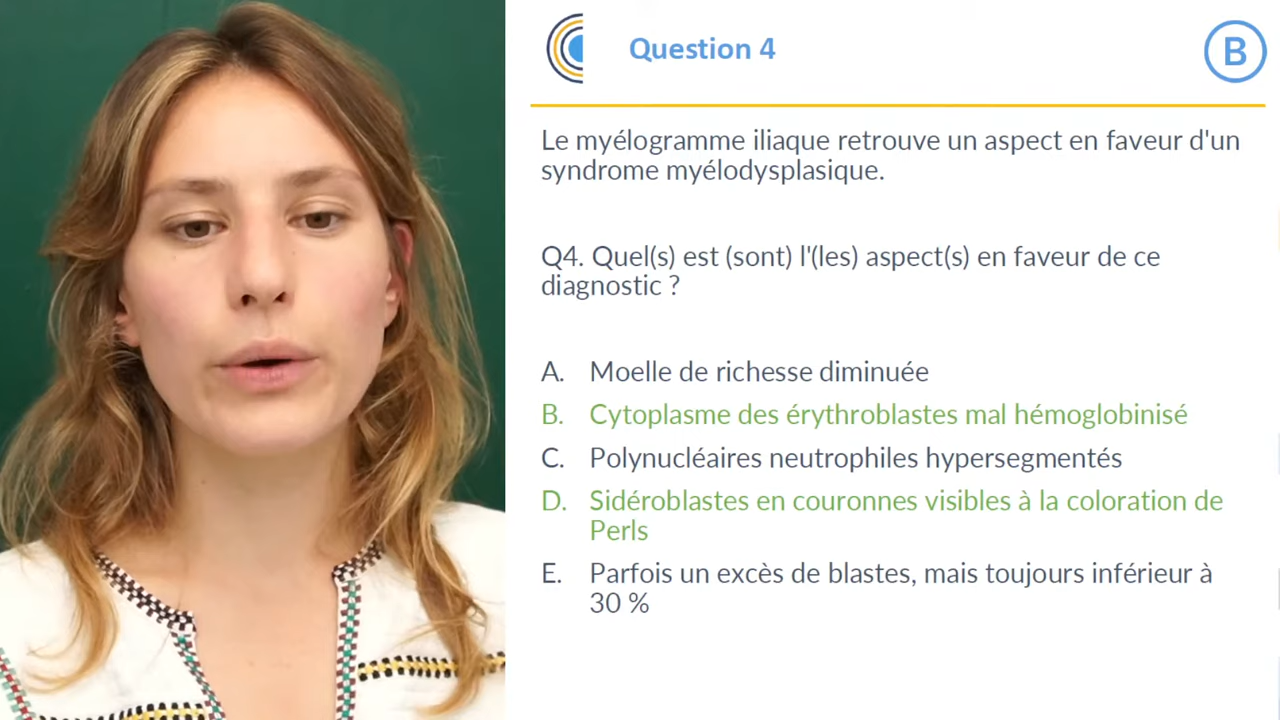 Question 4
B
Le myélogramme iliaque retrouve un aspect en faveur d'un
syndrome myélodysplasique.
Q4. Quel(s) est (sont) l'(les) aspect(s) en faveur de ce
diagnostic ?
A. Moelle de richesse diminuée
B. Cytoplasme des érythroblastes mal hémoglobinisé
C. Polynucléaires neutrophiles hypersegmentés
D. Sidéroblastes en couronnes visibles à la coloration de
Perls
E. Parfois un excès de blastes, mais toujours inférieur à
30 %